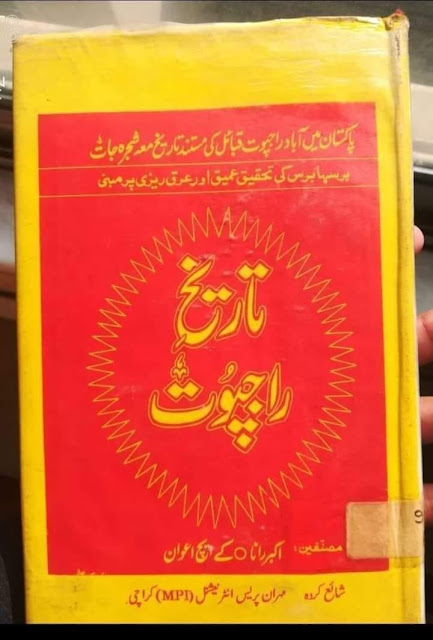 پاکستان میں آباد راجپوت قبائل کی مستند تاریخ معہ شجرہ جات
برسہا برس کی تحقیق عمیق اور عرق ریزی پر مبنی
تاریخ
راجپوت
مصنفین: اکبر رانا ○ کے ایچ اعوان
شائع کردہ مہران پریس انٹرنیشنل (MPI) کراچی